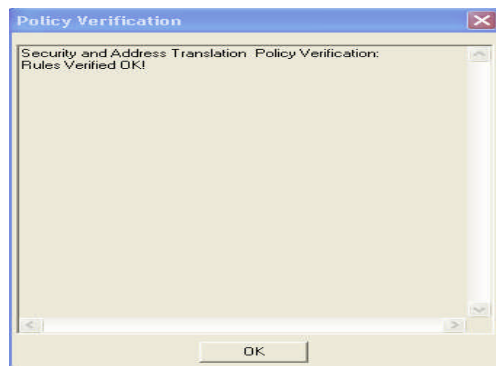 Policy Verification
Security and Address Translation Policy Verification:
Rules Verified OK!
OK